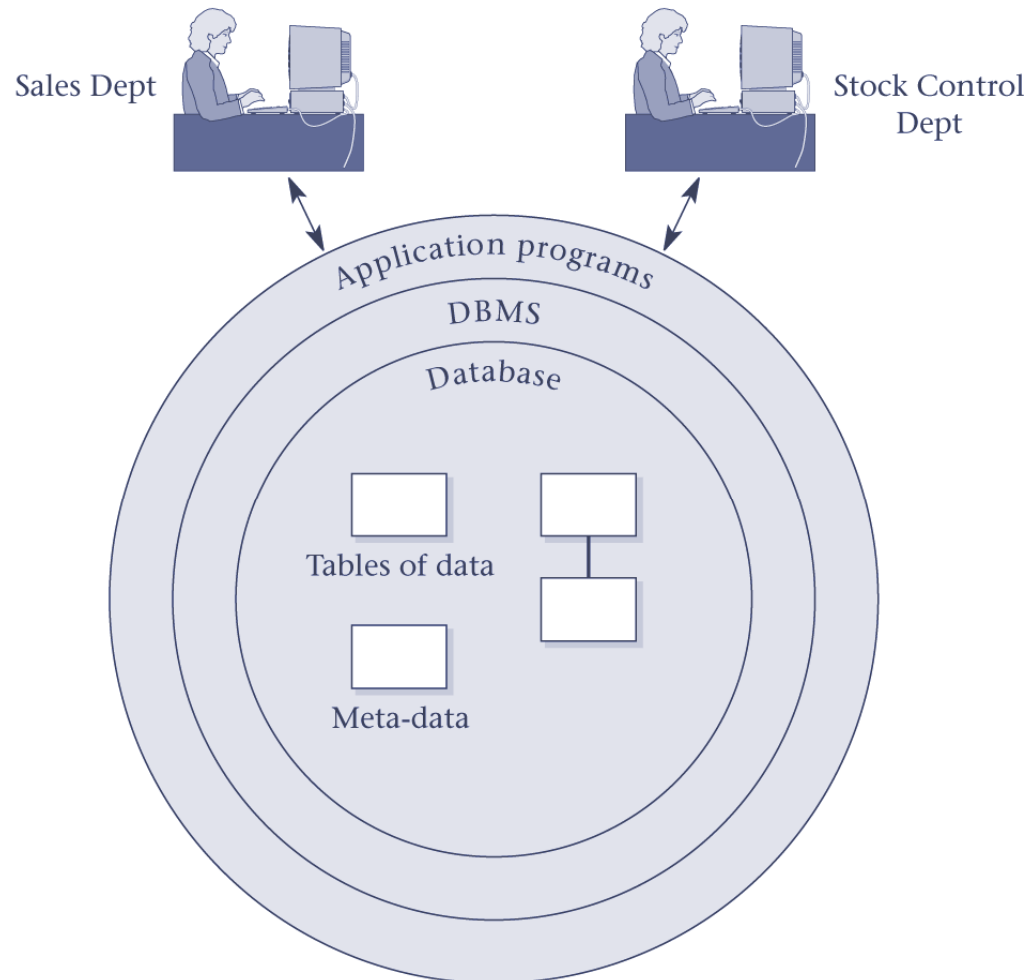 Sales Dept
Stock Control
Dept
Application programs
DBMS
Database
Tables of data
Meta-data